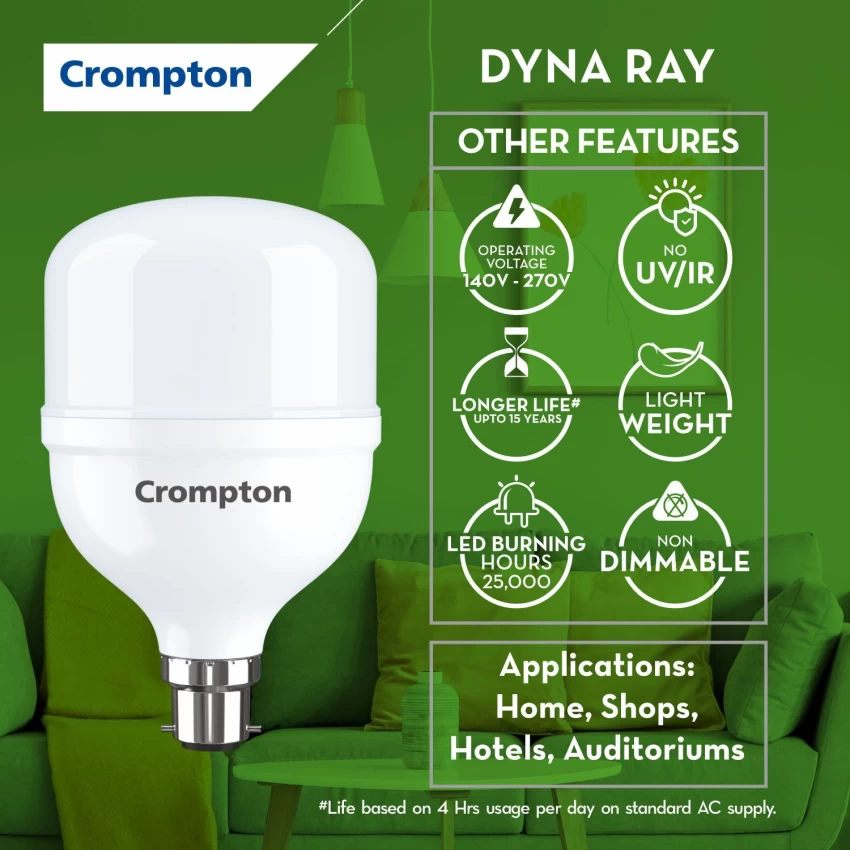 Crompton
DYNA RAY
OTHER FEATURES
OPERATING
VOLTAGE
140V - 270V
NO
UV/IR
LONGER LIFE#
UPTO 15 YEARS
LIGHT
WEIGHT
LED BURNING
HOURS
25,000
NON
DIMMABLE
Crompton
Applications:
Home, Shops,
Hotels, Auditoriums
#Life based on 4 Hrs usage per day on standard AC supply.